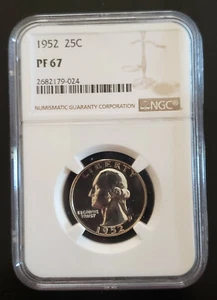 1952 25C
PF 67
2682179-024
NUMISMATIC GUARANTY CORPORATION
NGC
LIBERTY
IN GOD WE TRUST
1952